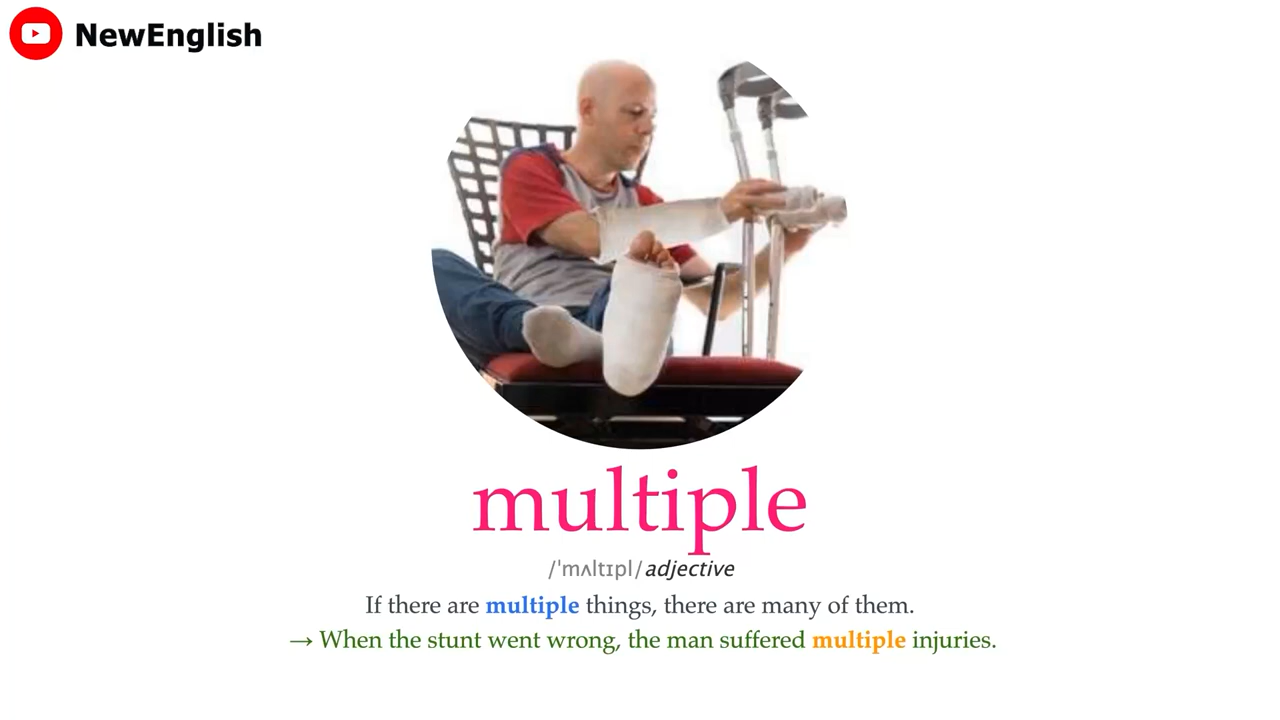 NewEnglish
multiple
/ˈmʌltɪpl/ adjective
If there are multiple things, there are many of them.
→ When the stunt went wrong, the man suffered multiple injuries.